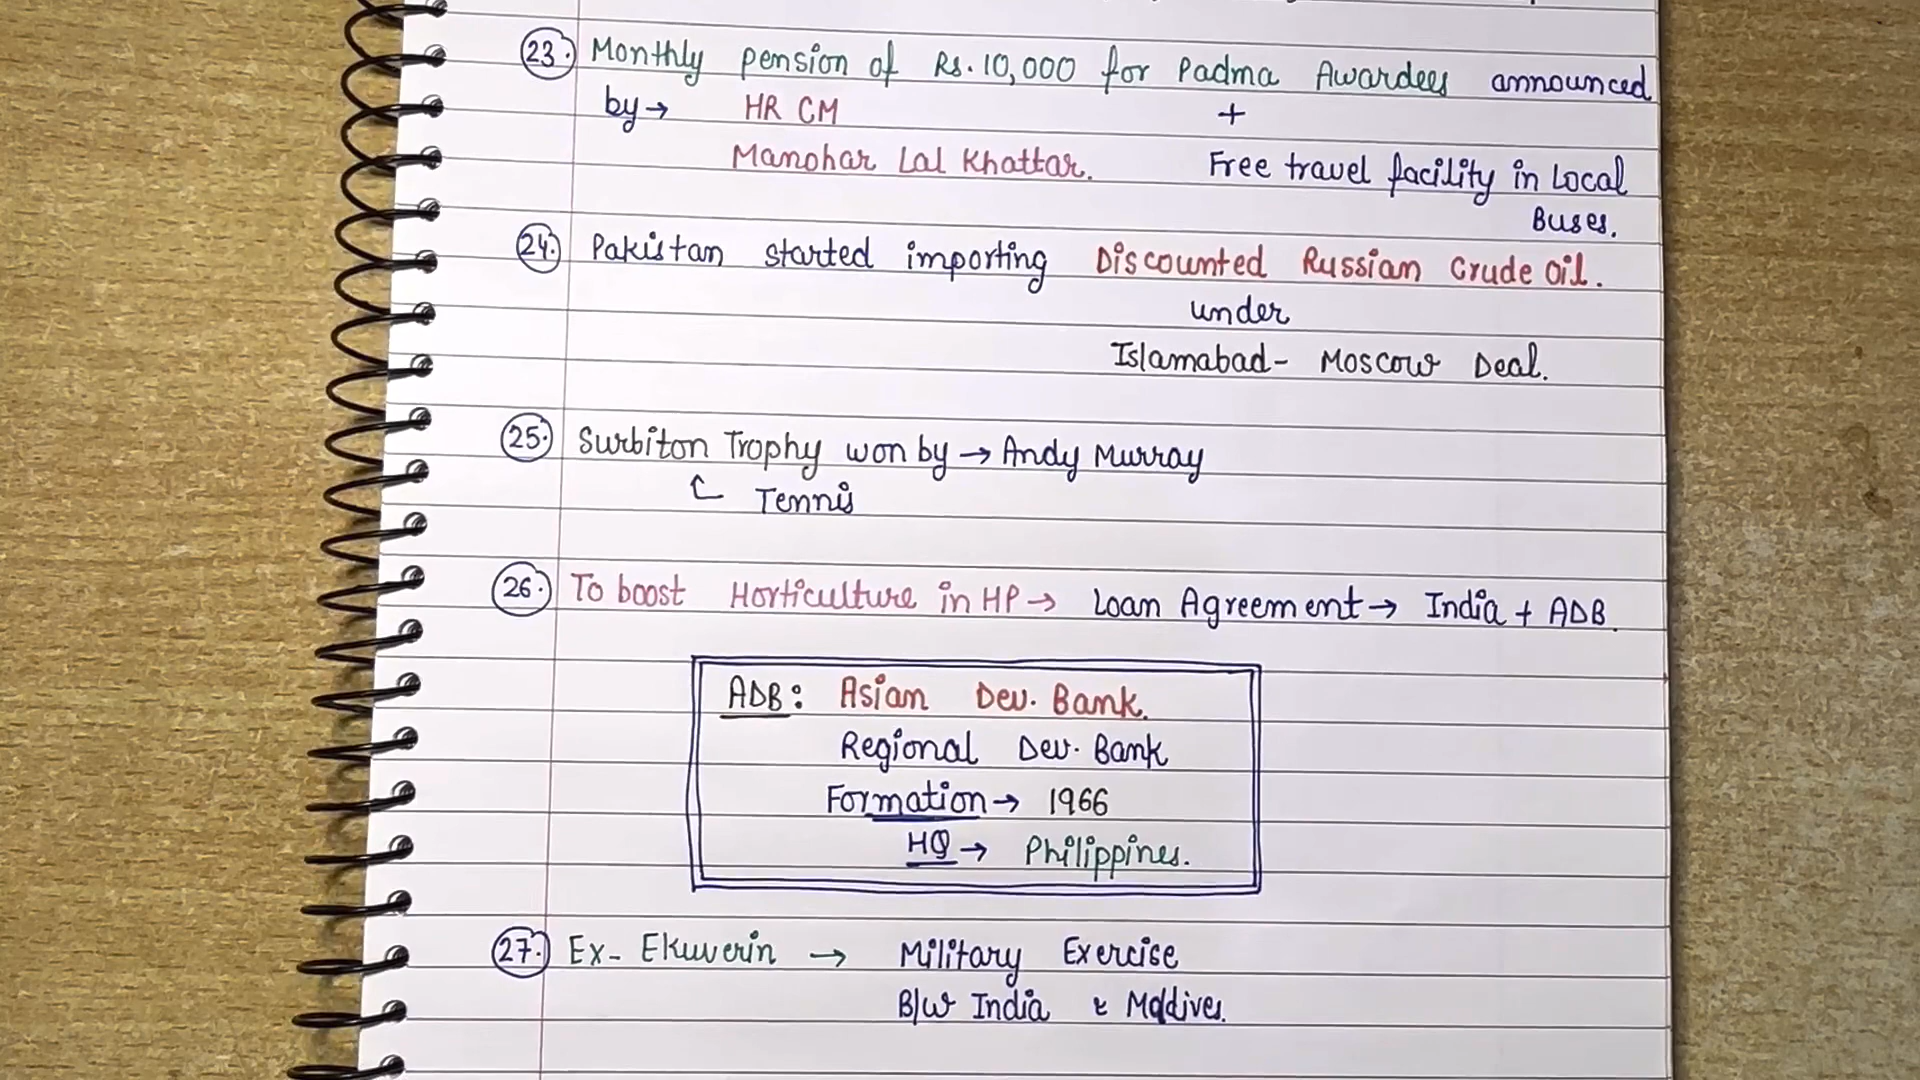 23. Monthly pension of Rs. 10,000 for Padma Awardees announced
by → HR CM +
Manohar Lal Khattar. Free travel facility in Local
Buses.
24. Pakistan started importing Discounted Russian Crude Oil.
under
Islamabad - Moscow Deal.
25. Surbiton Trophy won by → Andy Murray
Tennis
26. To boost Horticulture in HP → Loan Agreement → India + ADB.
ADB: Asian Dev. Bank.
Regional Dev. Bank
Formation → 1966
HQ → Philippines.
27. Ex- Ekuverin → Military Exercise
B/w India & Maldives.